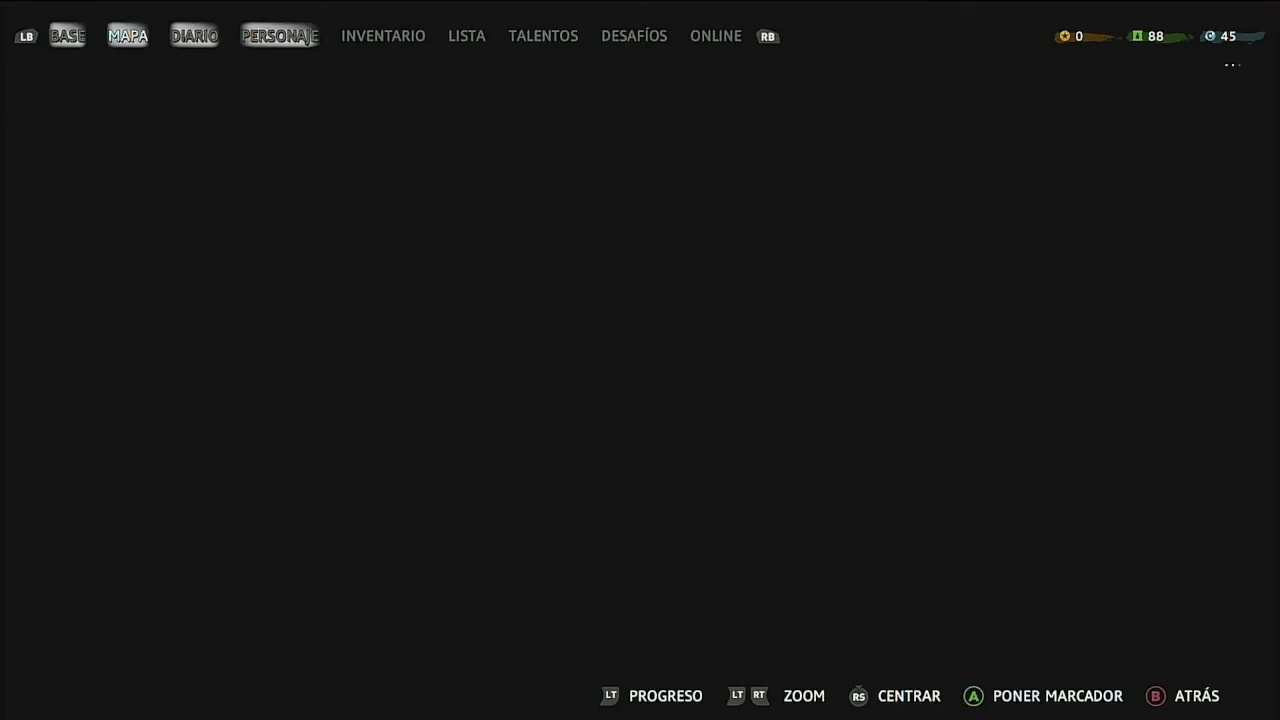 LB BASE MAPA DIARIO PERSONAJE INVENTARIO LISTA TALENTOS DESAFÍOS ONLINE RB 0 88 45
...
LT PROGRESO LT RT ZOOM RS CENTRAR A PONER MARCADOR B ATRÁS